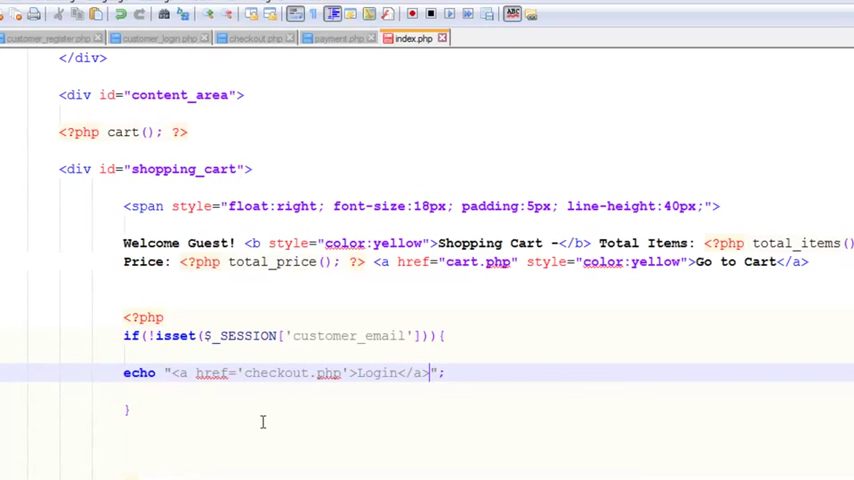 customer_register.php customer_login.php checkout.php payment.php index.php
</div>
<div id="content_area">
<?php cart(); ?>
<div id="shopping_cart">
<span style="float:right; font-size:18px; padding:5px; line-height:40px;">
Welcome Guest! <b style="color:yellow">Shopping Cart -</b> Total Items: <?php total_items()
Price: <?php total_price(); ?> <a href="cart.php" style="color:yellow">Go to Cart</a>
<?php
if(!isset($_SESSION['customer_email'])){
echo "<a href='checkout.php'>Login</a>";
}